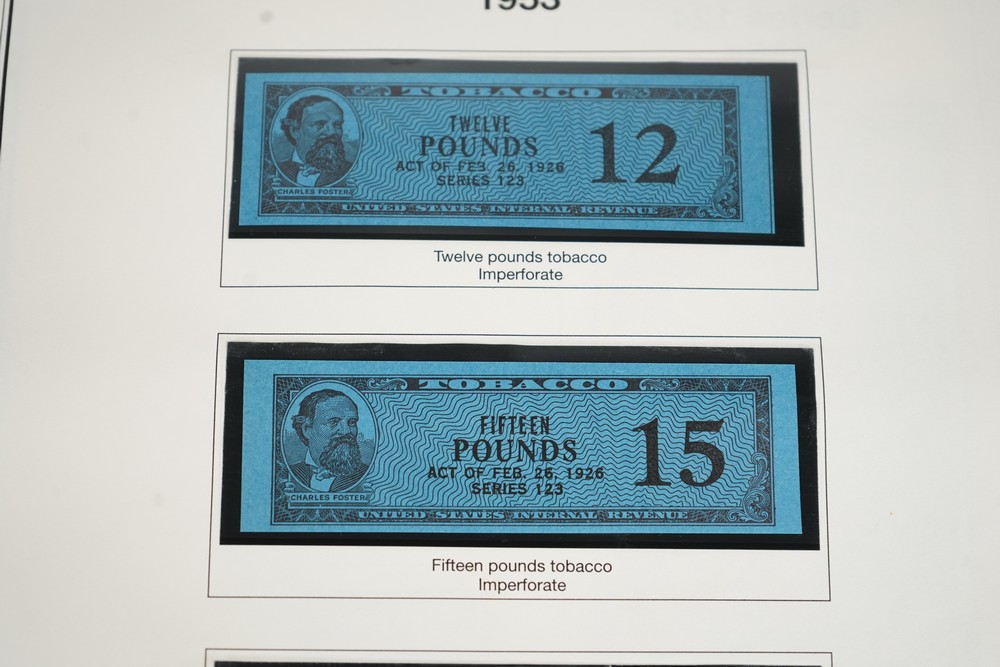 1953
TOBACCO
TWELVE
POUNDS
12
ACT OF FEB. 26, 1926
SERIES 123
CHARLES FOSTER
UNITED STATES INTERNAL REVENUE
Twelve pounds tobacco
Imperforate
TOBACCO
FIFTEEN
POUNDS
15
ACT OF FEB. 26, 1926
SERIES 123
CHARLES FOSTER
UNITED STATES INTERNAL REVENUE
Fifteen pounds tobacco
Imperforate